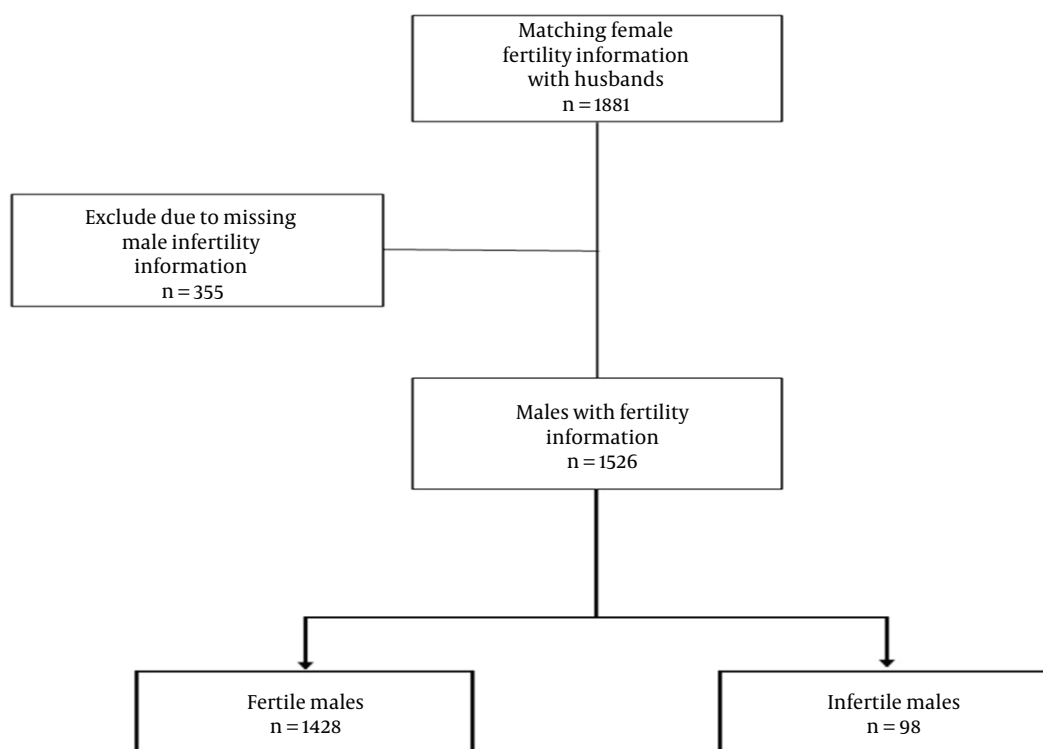 Matching female
fertility information
with husbands
n = 1881
Exclude due to missing
male infertility
information
n = 355
Males with fertility
information
n = 1526
Fertile males
n = 1428
Infertile males
n = 98